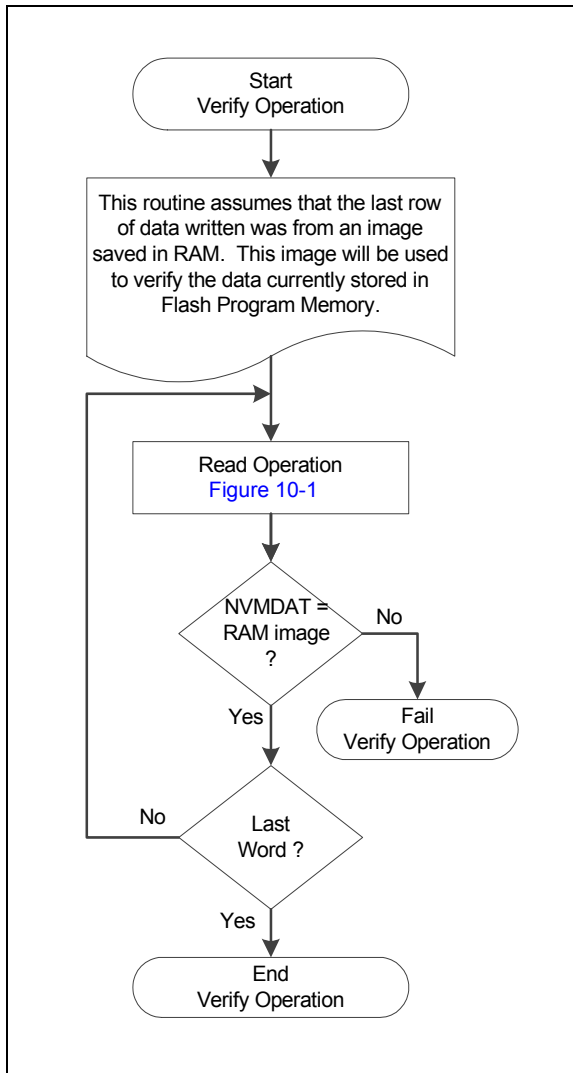 Start
Verify Operation
This routine assumes that the last row
of data written was from an image
saved in RAM. This image will be used
to verify the data currently stored in
Flash Program Memory.
Read Operation
Figure 10-1
NVMDAT =
RAM image
?
No
Fail
Verify Operation
Yes
Last
Word ?
No
Yes
End
Verify Operation